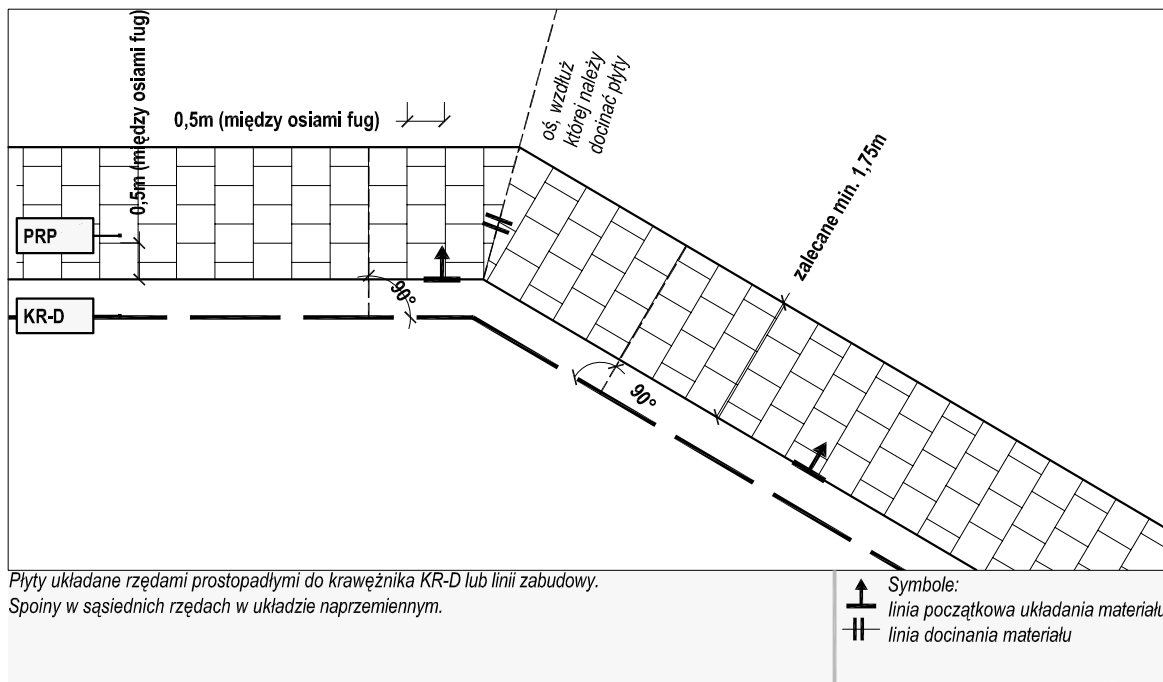 0,5m (między osiami fug)
0,5m (między osiami fug)
oś, wzdłuż
której należy
docinać płyty
zalecane min. 1,75m
PRP
KR-D
90°
90°
Płyty układane rzędami prostopadłymi do krawężnika KR-D lub linii zabudowy.
Spoiny w sąsiednich rzędach w układzie naprzemiennym.
Symbole:
linia początkowa układania materiału
linia docinania materiału